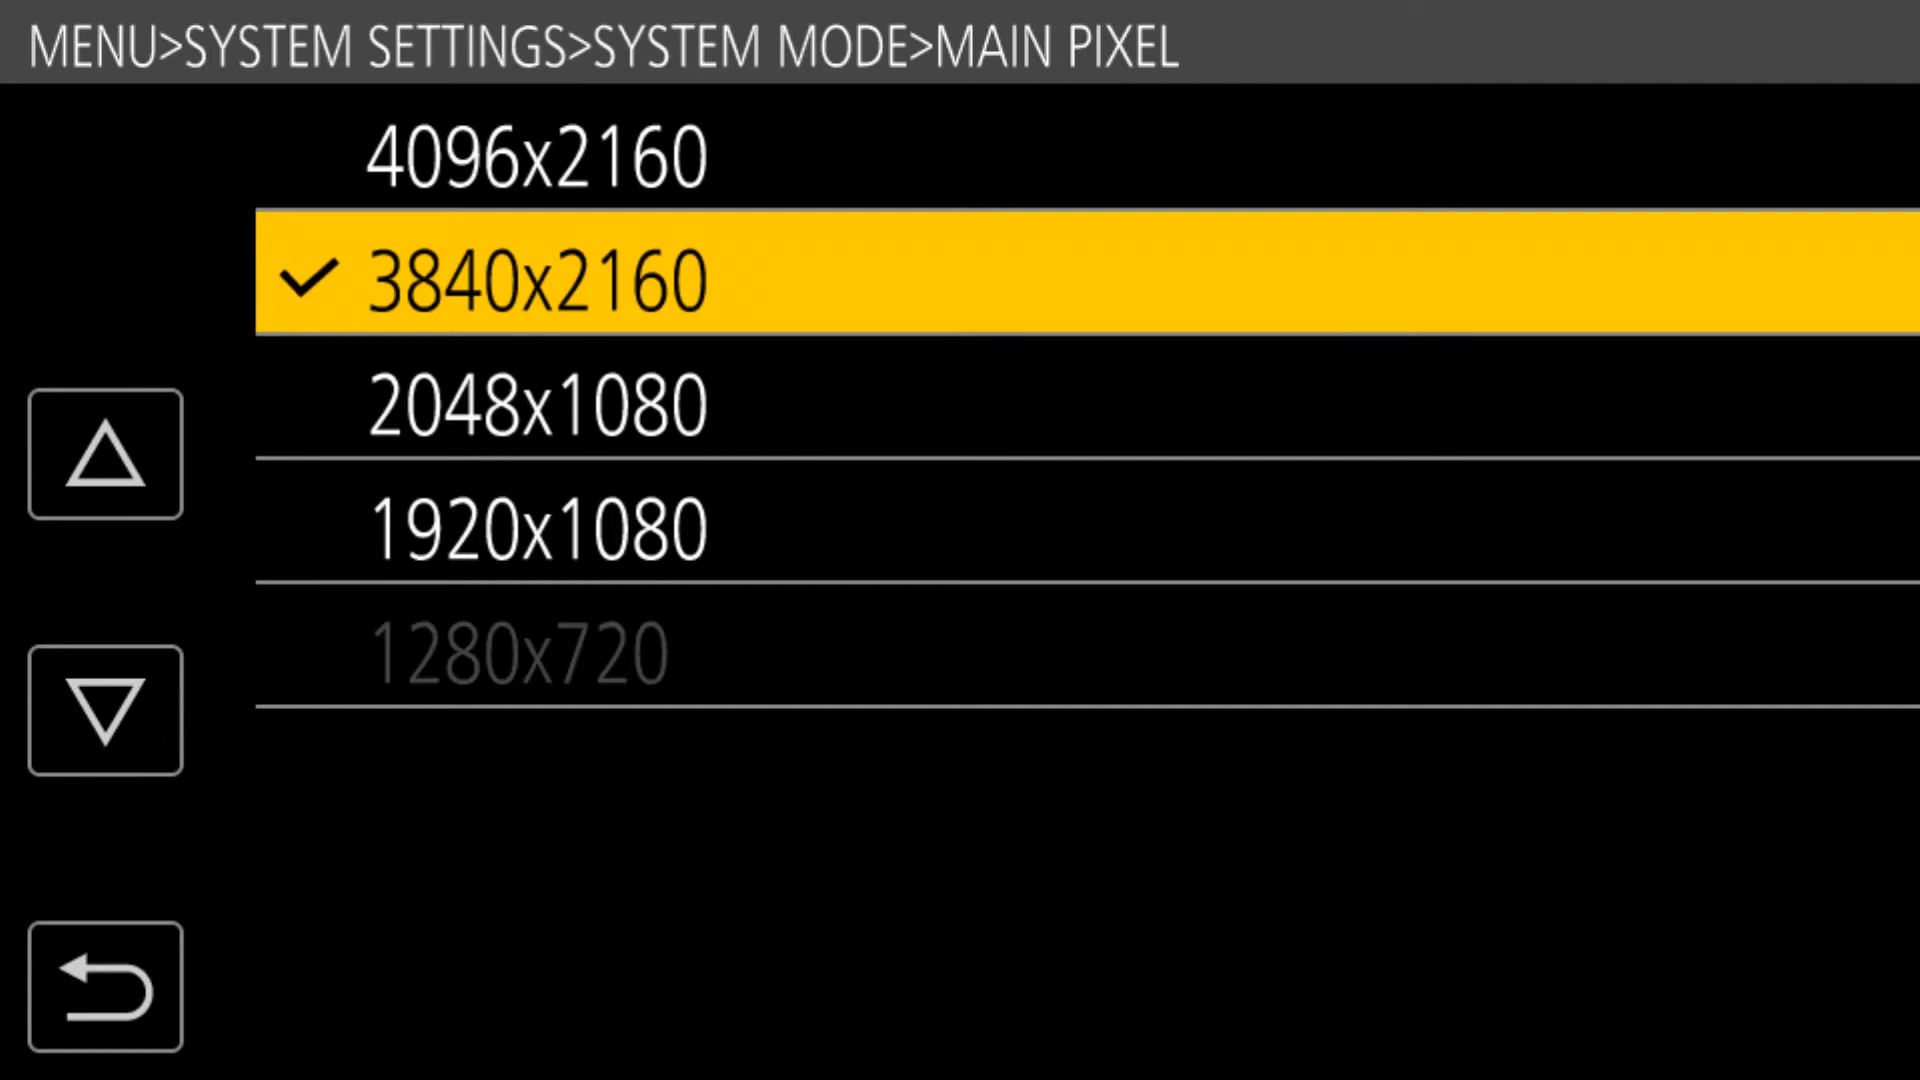 MENU>SYSTEM SETTINGS>SYSTEM MODE>MAIN PIXEL
4096x2160
3840x2160
2048x1080
1920x1080
1280x720